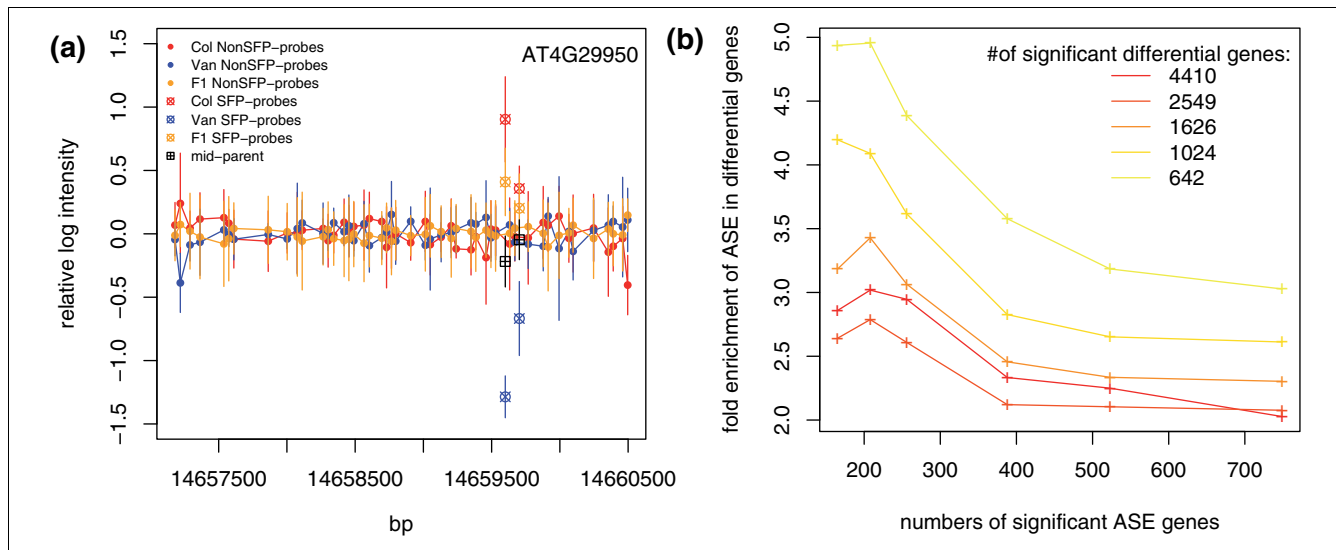 (a)
AT4G29950
Col NonSFP-probes
Van NonSFP-probes
F1 NonSFP-probes
Col SFP-probes
Van SFP-probes
F1 SFP-probes
mid-parent
relative log intensity
1.5
1.0
0.5
0.0
−0.5
−1.0
−1.5
14657500
14658500
14659500
14660500
bp
(b)
#of significant differential genes:
4410
2549
1626
1024
642
fold enrichment of ASE in differential genes
5.0
4.5
4.0
3.5
3.0
2.5
2.0
200
300
400
500
600
700
numbers of significant ASE genes